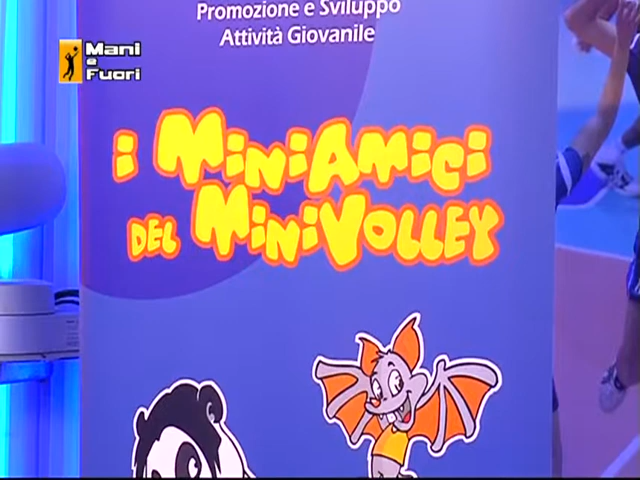 Promozione e Sviluppo
Attività Giovanile
Mani
e
Fuori
i MiniAmici
DEL MiniVOLLEY